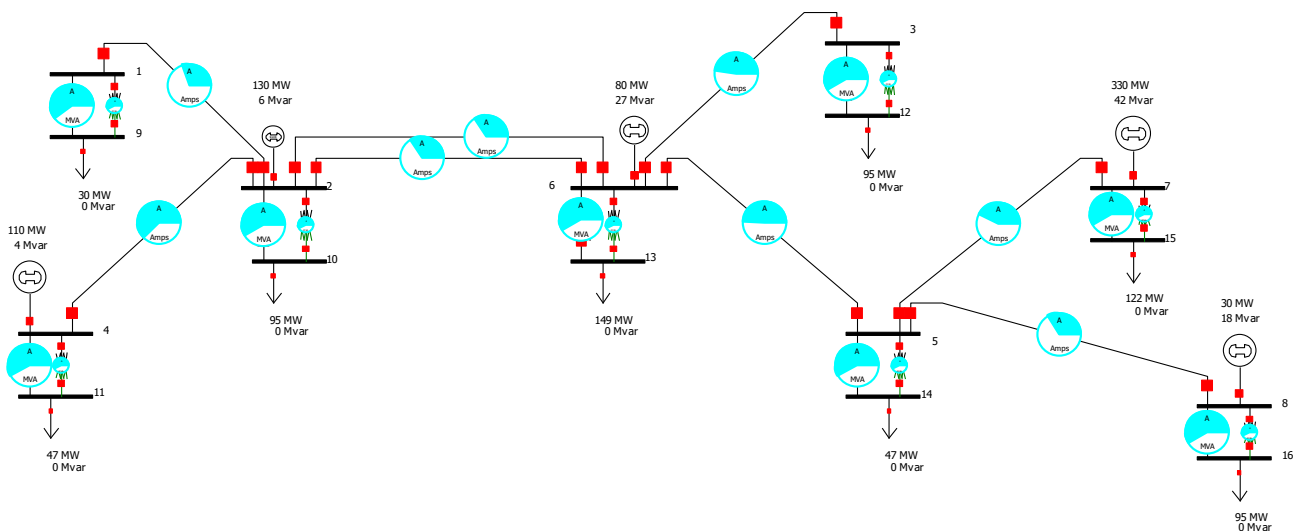 A
Amps
1
A
MVA
9
30 MW
0 Mvar
130 MW
6 Mvar
A
Amps
A
Amps
2
A
MVA
10
95 MW
0 Mvar
A
Amps
110 MW
4 Mvar
4
A
MVA
11
47 MW
0 Mvar
80 MW
27 Mvar
6
A
MVA
13
149 MW
0 Mvar
A
Amps
3
A
MVA
12
95 MW
0 Mvar
A
Amps
5
A
MVA
14
47 MW
0 Mvar
A
Amps
330 MW
42 Mvar
7
A
MVA
15
122 MW
0 Mvar
A
Amps
30 MW
18 Mvar
8
A
MVA
16
95 MW
0 Mvar